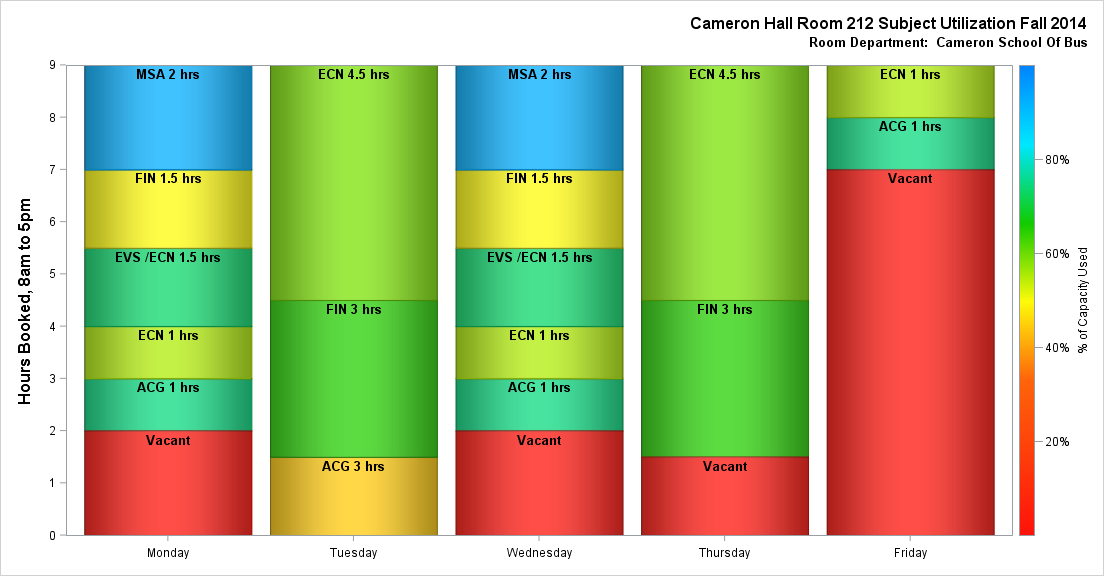 Cameron Hall Room 212 Subject Utilization Fall 2014
Room Department:  Cameron School Of Bus
Hours Booked, 8am to 5pm
9
8
7
6
5
4
3
2
1
0
MSA 2 hrs
FIN 1.5 hrs
EVS /ECN 1.5 hrs
ECN 1 hrs
ACG 1 hrs
Vacant
ECN 4.5 hrs
FIN 3 hrs
ACG 3 hrs
MSA 2 hrs
FIN 1.5 hrs
EVS /ECN 1.5 hrs
ECN 1 hrs
ACG 1 hrs
Vacant
ECN 4.5 hrs
FIN 3 hrs
Vacant
ECN 1 hrs
ACG 1 hrs
Vacant
Monday
Tuesday
Wednesday
Thursday
Friday
80%
60%
40%
20%
% of Capacity Used